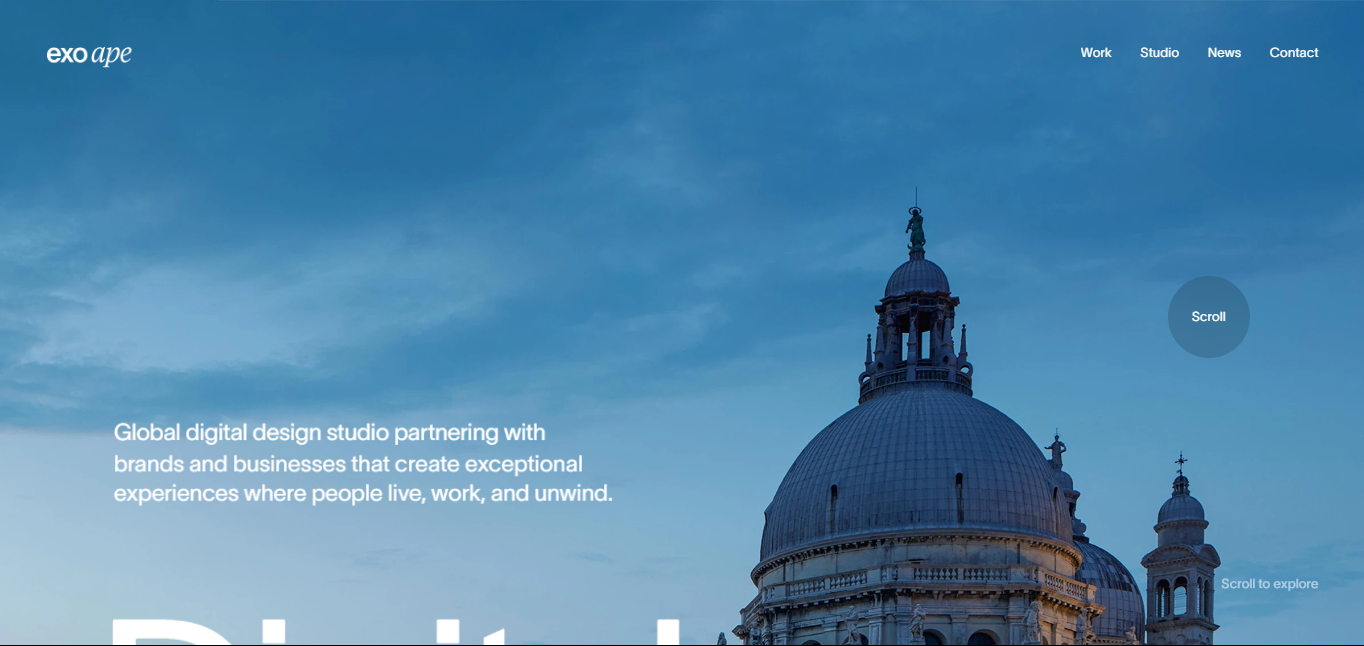 exo ape
Work Studio News Contact
Scroll
Global digital design studio partnering with
brands and businesses that create exceptional
experiences where people live, work, and unwind.
Scroll to explore
Digital